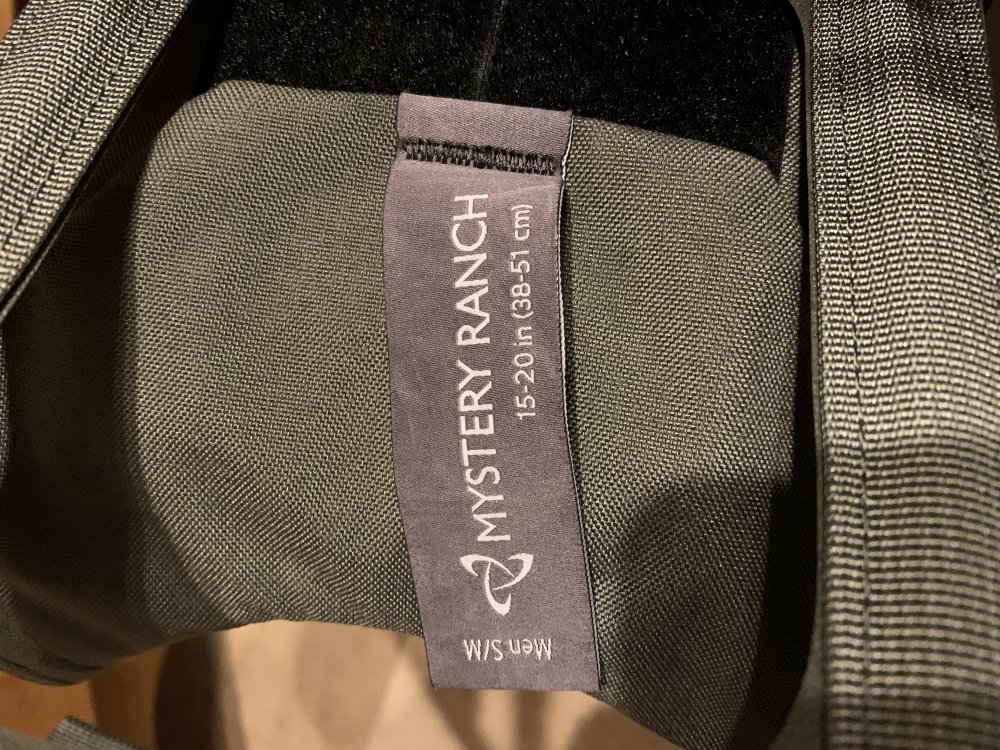 MYSTERY RANCH
15-20 in (38-51 cm)
Men S/M